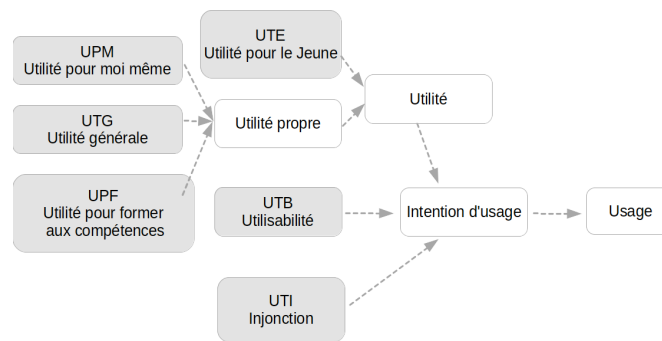 UPM
Utilité pour moi même
UTG
Utilité générale
UPF
Utilité pour former
aux compétences
UTE
Utilité pour le Jeune
Utilité propre
UTB
Utilisabilité
UTI
Injonction
Utilité
Intention d'usage
Usage